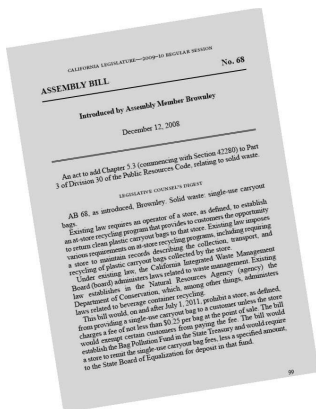 CALIFORNIA LEGISLATURE—2009–10 REGULAR SESSION
ASSEMBLY BILL No. 68
Introduced by Assembly Member Brownley
December 12, 2008
An act to add Chapter 5.3 (commencing with Section 42280) to Part
3 of Division 30 of the Public Resources Code, relating to solid waste.
LEGISLATIVE COUNSEL'S DIGEST
AB 68, as introduced, Brownley. Solid waste: single-use carryout
bags.
Existing law requires an operator of a store, as defined, to establish
an at-store recycling program that provides to customers the opportunity
to return clean plastic carryout bags to that store. Existing law imposes
various requirements on at-store recycling programs, including requiring
a store to maintain records describing the collection, transport, and
recycling of plastic carryout bags collected by the store.
Under existing law, the California Integrated Waste Management
Board (board) administers laws related to waste management. Existing
law establishes in the Natural Resources Agency (agency) the
Department of Conservation, which, among other things, administers
laws related to beverage container recycling.
This bill would, on and after July 1, 2011, prohibit a store, as defined,
from providing a single-use carryout bag to a customer unless the store
charges a fee of not less than $0.25 per bag at the point of sale. The bill
would exempt certain customers from paying the fee. The bill would
establish the Bag Pollution Fund in the State Treasury and would require
a store to remit the single-use carryout bag fees, less a specified amount,
to the State Board of Equalization for deposit in that fund.
99